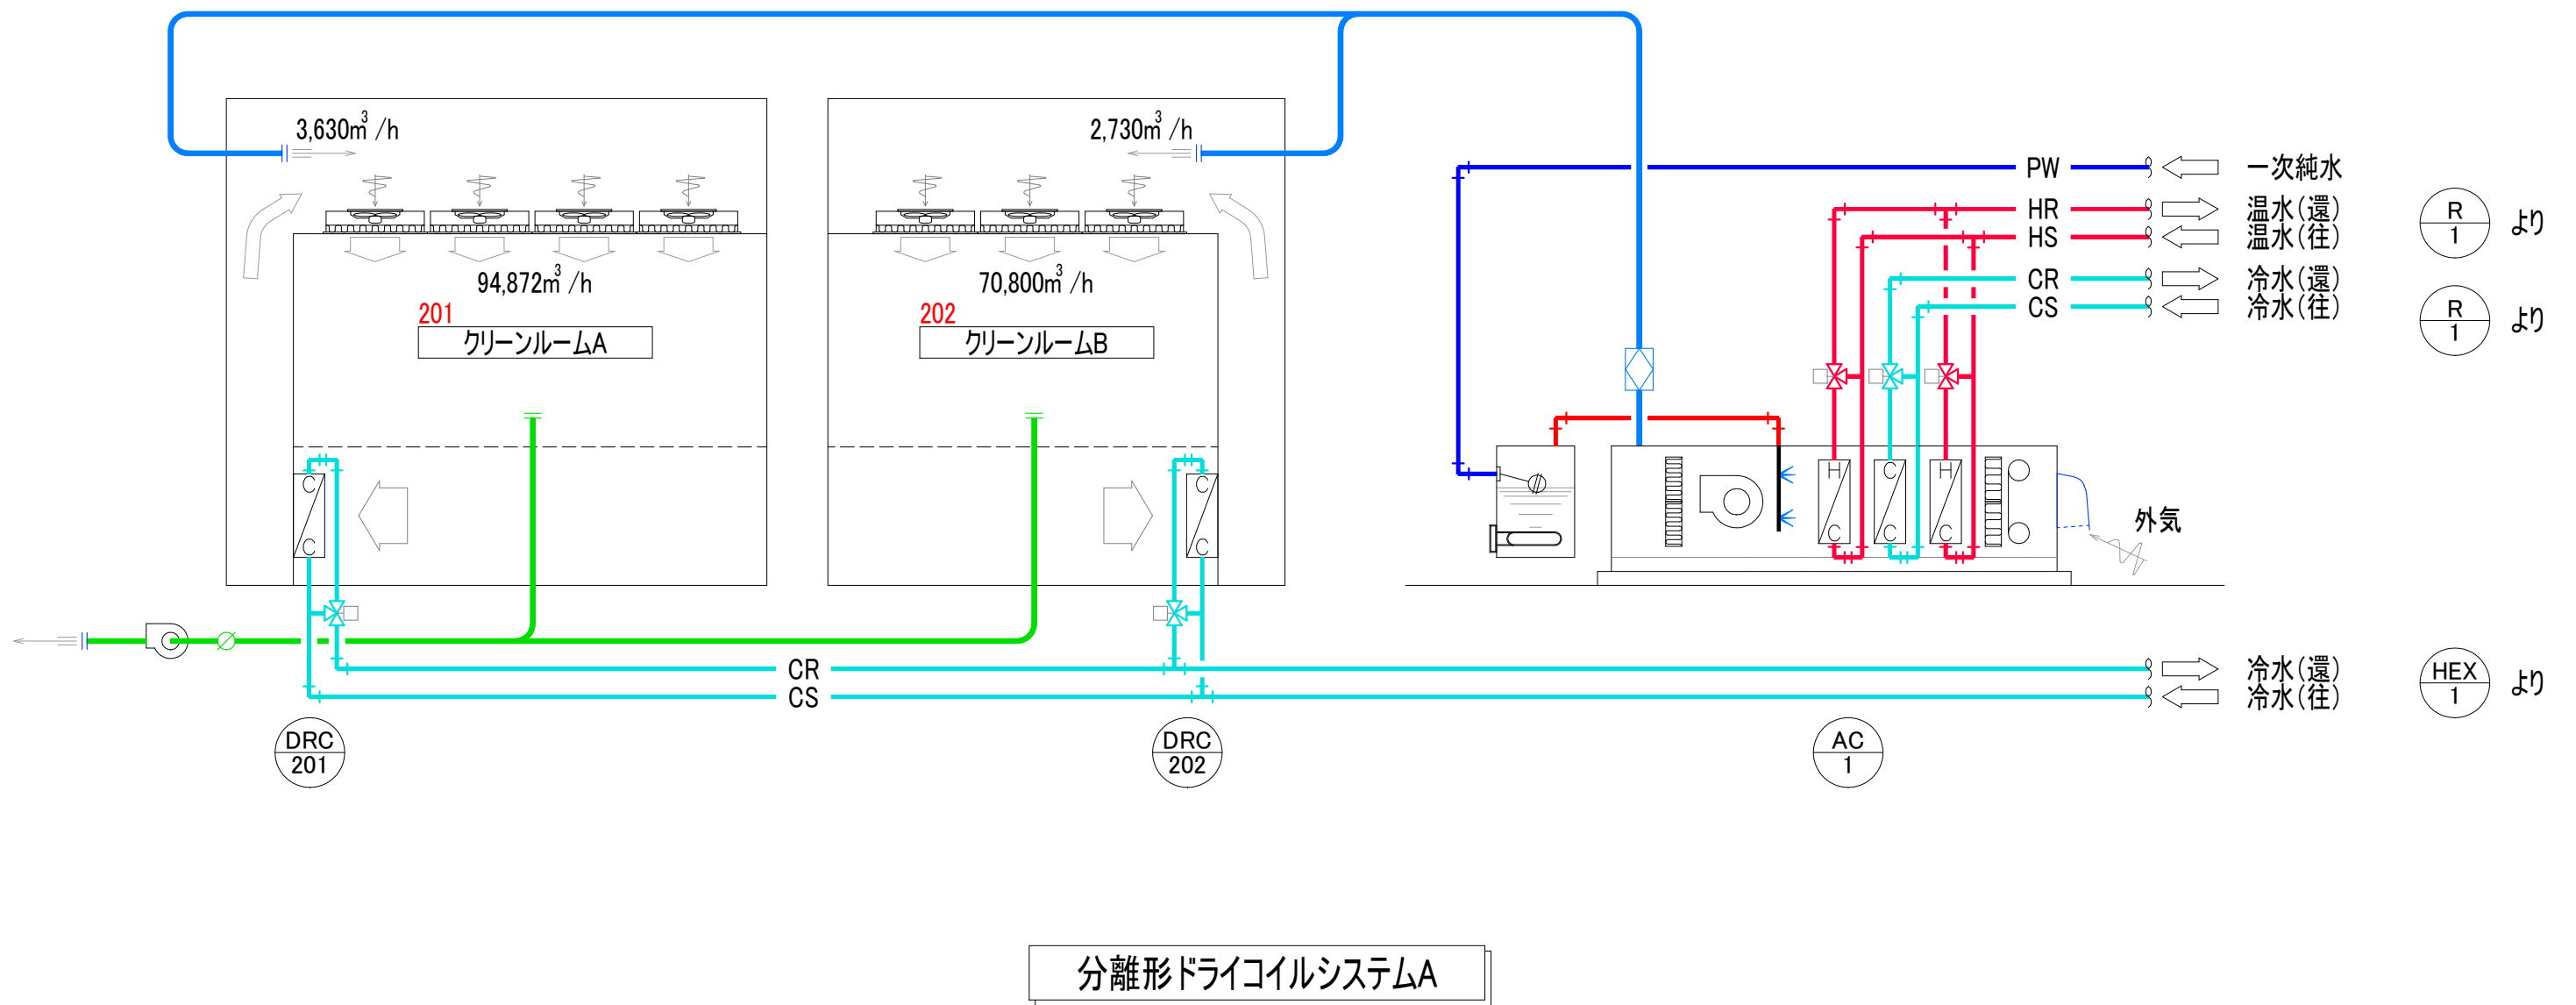 3,630m³/h
2,730m³/h
PW
一次純水
HR
温水(還)
HS
温水(往)
R
1
より
CR
冷水(還)
CS
冷水(往)
R
1
より
94,872m³/h
70,800m³/h
201
クリーンルームA
202
クリーンルームB
C
C
C
C
H
C
C
C
H
C
外気
CR
冷水(還)
CS
冷水(往)
HEX
1
より
DRC
201
DRC
202
AC
1
分離形ドライコイルシステムA